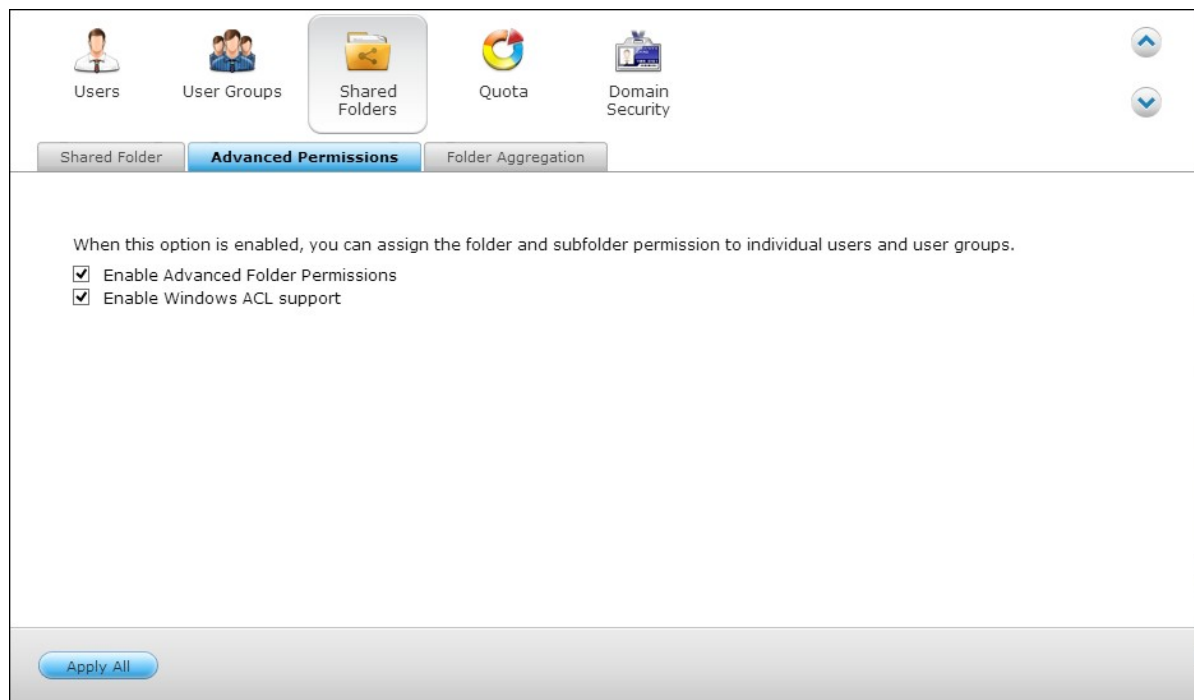 Users
User Groups
Shared
Folders
Quota
Domain
Security
Shared Folder
Advanced Permissions
Folder Aggregation
When this option is enabled, you can assign the folder and subfolder permission to individual users and user groups.
Enable Advanced Folder Permissions
Enable Windows ACL support
Apply All